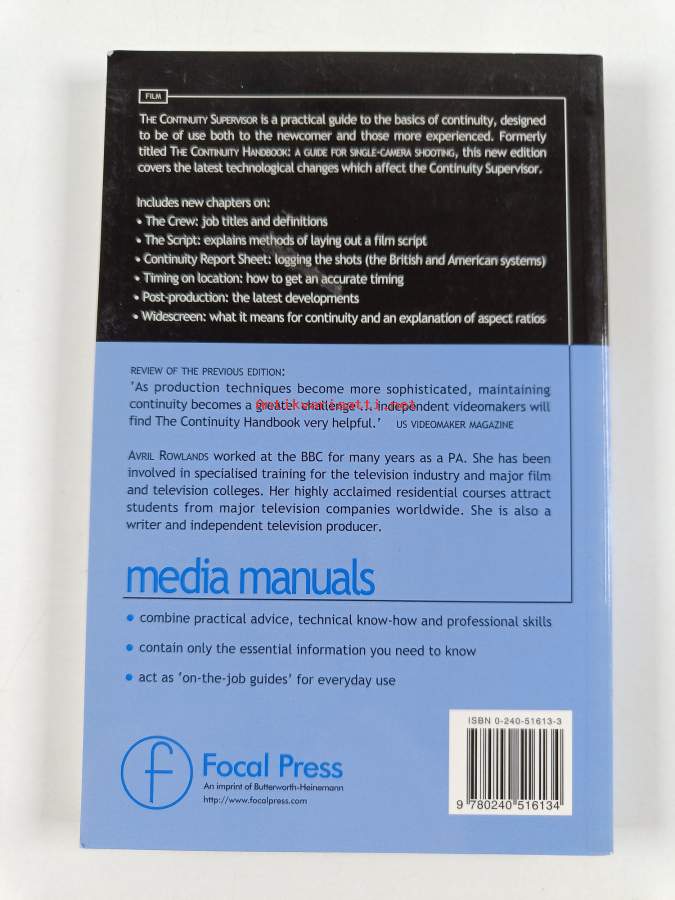 FILM
THE CONTINUITY SUPERVISOR is a practical guide to the basics of continuity, designed
to be of use both to the newcomer and those more experienced. Formerly
titled THE CONTINUITY HANDBOOK: A GUIDE FOR SINGLE-CAMERA SHOOTING, this new edition
covers the latest technological changes which affect the Continuity Supervisor.
Includes new chapters on:
• The Crew: job titles and definitions
• The Script: explains methods of laying out a film script
• Continuity Report Sheet: logging the shots (the British and American systems)
• Timing on location: how to get an accurate timing
• Post-production: the latest developments
• Widescreen: what it means for continuity and an explanation of aspect ratios
REVIEW OF THE PREVIOUS EDITION:
'As production techniques become more sophisticated, maintaining
continuity becomes a greater challenge ... independent videomakers will
Antikvariaatti.net
find The Continuity Handbook very helpful.' US VIDEOMAKER MAGAZINE
AVRIL ROWLANDS worked at the BBC for many years as a PA. She has been
involved in specialised training for the television industry and major film
and television colleges. Her highly acclaimed residential courses attract
students from major television companies worldwide. She is also a
writer and independent television producer.
media manuals
• combine practical advice, technical know-how and professional skills
• contain only the essential information you need to know
• act as 'on-the-job guides' for everyday use
ISBN 0-240-51613-3
9 780240 516134
f
Focal Press
An imprint of Butterworth-Heinemann
http://www.focalpress.com